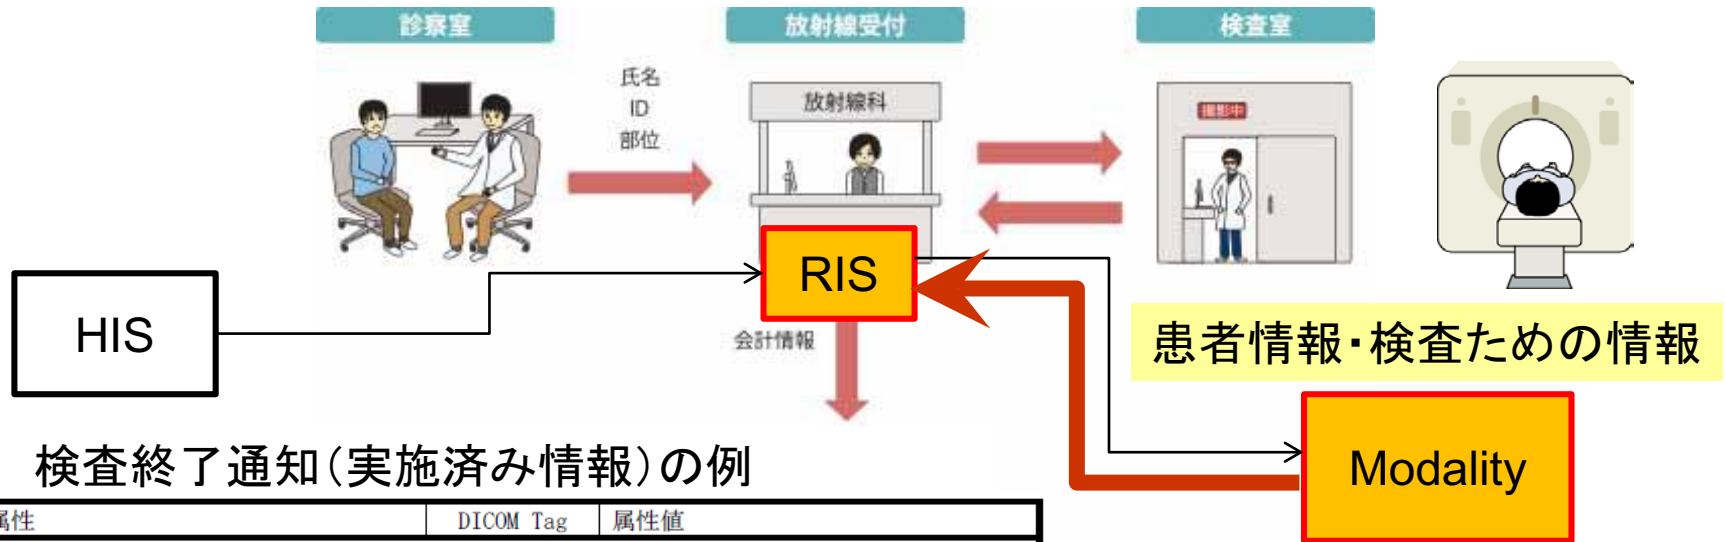 診察室
放射線受付
検査室
氏名
ID
部位
放射線科
撮影中
RIS
HIS
会計情報
患者情報・検査ための情報
検査終了通知(実施済み情報)の例
Modality
属性 DICOM Tag 属性値